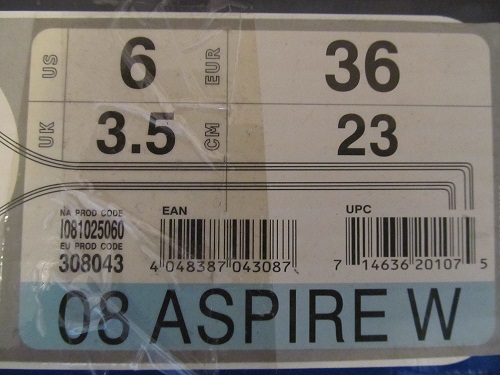 US 6 EUR 36
UK 3.5 CM 23
NA PROD CODE
I081025060
EU PROD CODE
308043
EAN
4 048387 043087
UPC
7 14636 20107 5
08 ASPIRE W